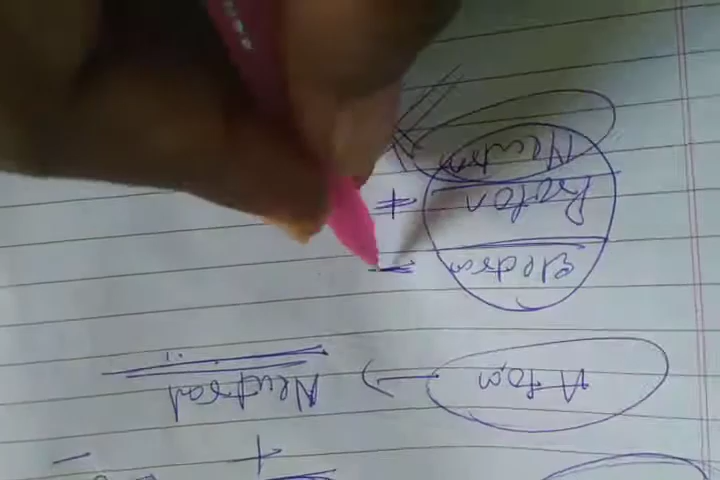 + -
Atom → Neutral
electron -
Proton +
Neutron